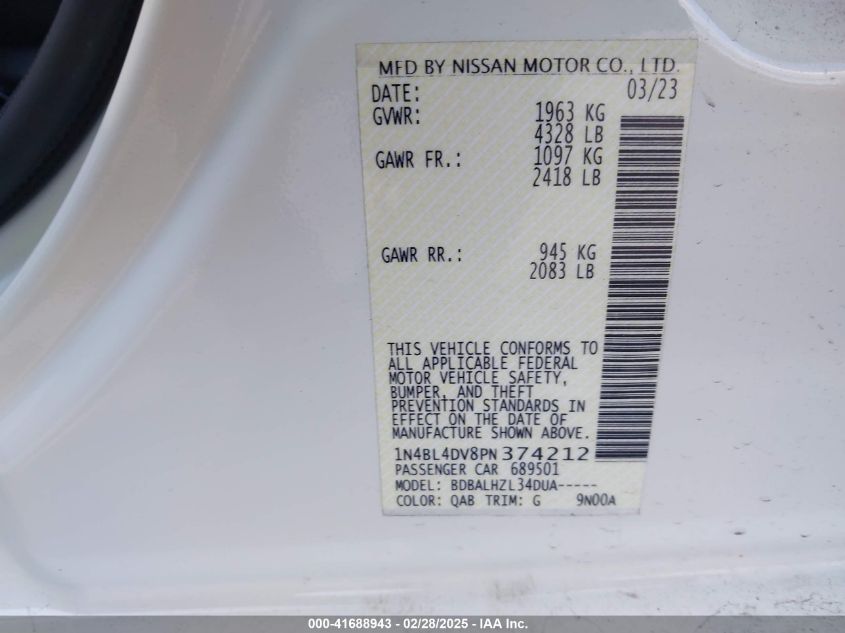 MFD BY NISSAN MOTOR CO., LTD.
DATE: 03/23
GVWR: 1963 KG
4328 LB
GAWR FR.: 1097 KG
2418 LB
GAWR RR.: 945 KG
2083 LB
THIS VEHICLE CONFORMS TO
ALL APPLICABLE FEDERAL
MOTOR VEHICLE SAFETY,
BUMPER, AND THEFT
PREVENTION STANDARDS IN
EFFECT ON THE DATE OF
MANUFACTURE SHOWN ABOVE.
1N4BL4DV8PN374212
PASSENGER CAR 689501
MODEL: BDBALHZL34DUA-----
COLOR: QAB TRIM: G 9N00A
000-41688943 - 02/28/2025 - IAA Inc.